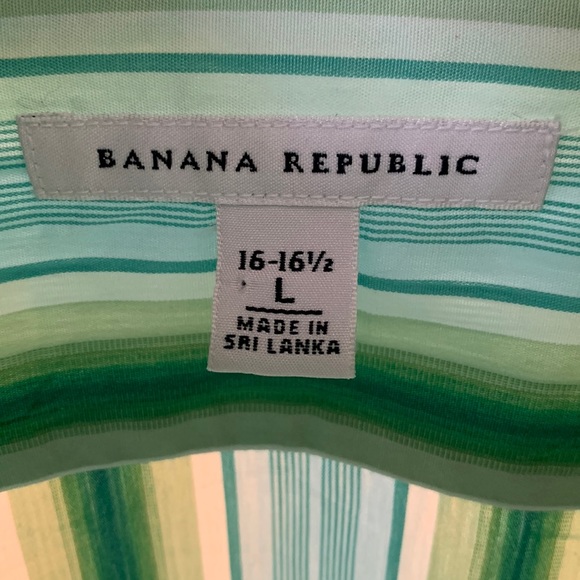 BANANA REPUBLIC
16-16½
L
MADE IN
SRI LANKA